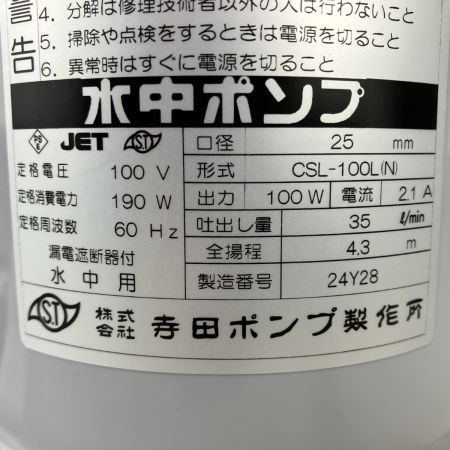 警告
4. 分解は修理技術者以外の人は行わないこと
5. 掃除や点検をするときは電源を切ること
6. 異常時はすぐに電源を切ること
水中ポンプ
PSE JET S.T
定格電圧 100 V
定格消費電力 190 W
定格周波数 60 Hz
漏電遮断器付
水中用
口径 25 mm
形式 CSL-100L(N)
出力 100W 電流 2.1 A
吐出し量 35 ℓ/min
全揚程 4.3 m
製造番号 24Y28
S.T 株式会社 寺田ポンプ製作所